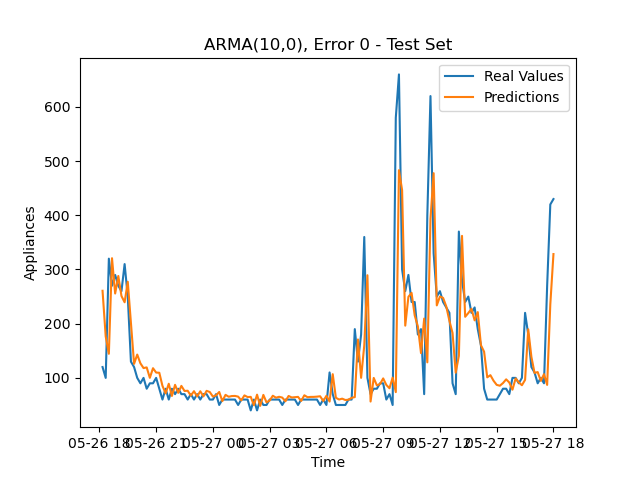 ARMA(10,0), Error 0 - Test Set
Real Values
Predictions
600
500
400
300
200
100
Appliances
05-26 18 05-26 21 05-27 00 05-27 03 05-27 06 05-27 09 05-27 12 05-27 15 05-27 18
Time